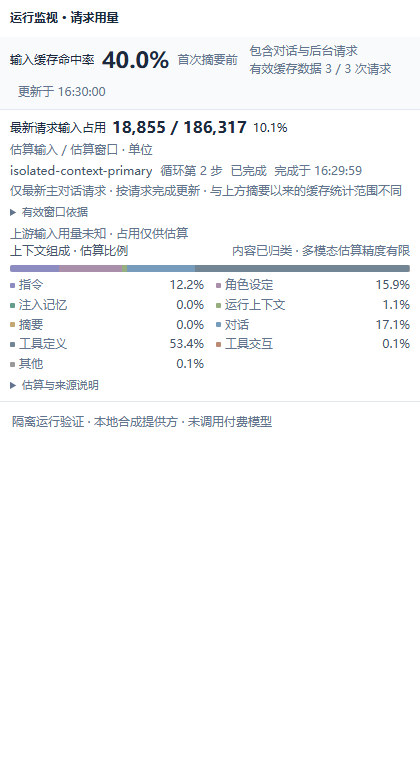 运行监视 · 请求用量
输入缓存命中率 40.0% 首次摘要前 包含对话与后台请求
有效缓存数据 3 / 3 次请求
更新于 16:30:00
最新请求输入占用 18,855 / 186,317 10.1%
估算输入 / 估算窗口 · 单位
isolated-context-primary 循环第 2 步 已完成 完成于 16:29:59
仅最新主对话请求 · 按请求完成更新 · 与上方摘要以来的缓存统计范围不同
▶ 有效窗口依据
上游输入用量未知 · 占用仅供估算
上下文组成 · 估算比例 内容已归类 · 多模态估算精度有限
指令 12.2% 角色设定 15.9%
注入记忆 0.0% 运行上下文 1.1%
摘要 0.0% 对话 17.1%
工具定义 53.4% 工具交互 0.1%
其他 0.1%
▶ 估算与来源说明
隔离运行验证 · 本地合成提供方 · 未调用付费模型